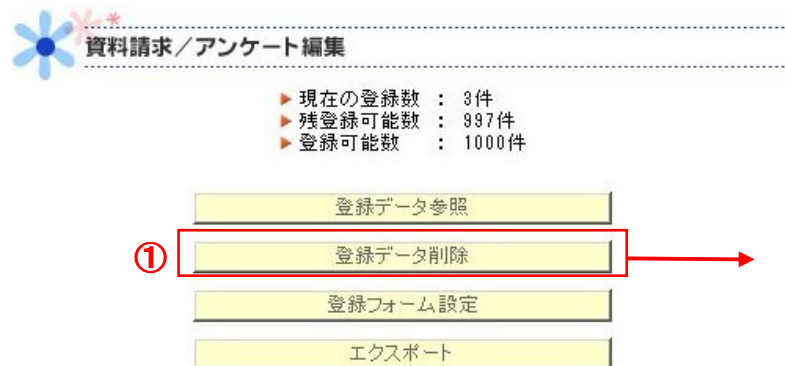 資料請求／アンケート編集
▶現在の登録数 ： 3件
▶残登録可能数 ： 997件
▶登録可能数 ： 1000件
登録データ参照
① 登録データ削除
登録フォーム設定
エクスポート